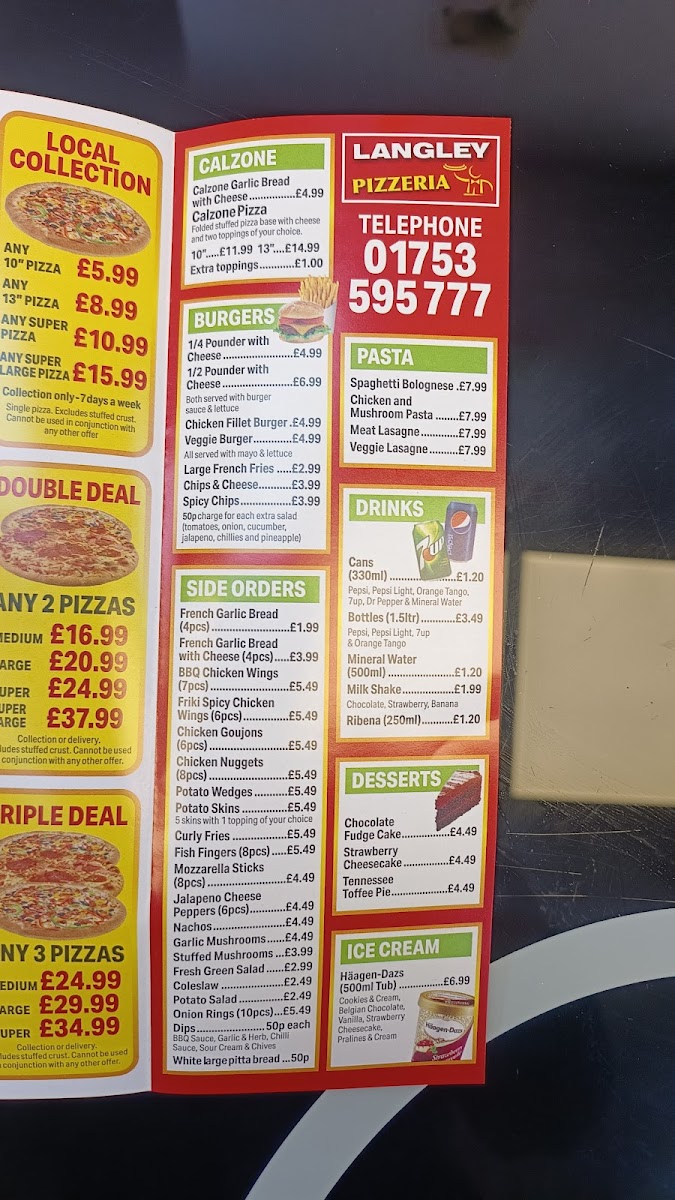 LOCAL
COLLECTION
ANY
10" PIZZA £5.99
ANY
13" PIZZA £8.99
ANY SUPER
PIZZA £10.99
ANY SUPER
LARGE PIZZA £15.99
Collection only - 7 days a week
Single pizza. Excludes stuffed crust.
Cannot be used in conjunction with
any other offer
DOUBLE DEAL
ANY 2 PIZZAS
£16.99
£20.99
£24.99
£37.99
Collection or delivery.
stuffed crust. Cannot be used
conjunction with any other offer.
DEAL
3 PIZZAS
£24.99
£29.99
£34.99
Collection or delivery.
stuffed crust. Cannot be used
conjunction with any other offer.
CALZONE
Calzone Garlic Bread
with Cheese...............£4.99
Calzone Pizza
Folded stuffed pizza base with cheese
and two toppings of your choice.
10".....£11.99 13"....£14.99
Extra toppings............£1.00
BURGERS
1/4 Pounder with
Cheese.......................£4.99
1/2 Pounder with
Cheese.......................£6.99
Both served with burger
sauce & lettuce
Chicken Fillet Burger.£4.99
Veggie Burger............£4.99
All served with mayo & lettuce
Large French Fries.....£2.99
Chips & Cheese..........£3.99
Spicy Chips................£3.99
50p charge for each extra salad
(tomatoes, onion, cucumber,
jalapeno, chillies and pineapple)
SIDE ORDERS
French Garlic Bread
(4pcs).........................£1.99
French Garlic Bread
with Cheese (4pcs)....£3.99
BBQ Chicken Wings
(7pcs).........................£5.49
Friki Spicy Chicken
Wings (6pcs)..............£5.49
Chicken Goujons
(6pcs).........................£5.49
Chicken Nuggets
(8pcs).........................£5.49
Potato Wedges..........£5.49
Potato Skins..............£5.49
5 skins with 1 topping of your choice
Curly Fries.................£5.49
Fish Fingers (8pcs).....£5.49
Mozzarella Sticks
(8pcs).........................£4.49
Jalapeno Cheese
Peppers (6pcs)............£4.49
Nachos.......................£4.49
Garlic Mushrooms......£4.49
Stuffed Mushrooms...£3.99
Fresh Green Salad......£2.99
Coleslaw....................£2.49
Potato Salad..............£2.49
Onion Rings (10pcs)...£5.49
Dips......................50p each
BBQ Sauce, Garlic & Herb, Chilli
Sauce, Sour Cream & Chives
White large pitta bread...50p
LANGLEY
PIZZERIA
TELEPHONE
01753
595 777
PASTA
Spaghetti Bolognese.£7.99
Chicken and
Mushroom Pasta.......£7.99
Meat Lasagne............£7.99
Veggie Lasagne..........£7.99
DRINKS
7UP
pepsi
Cans
(330ml)......................£1.20
Pepsi, Pepsi Light, Orange Tango,
7up, Dr Pepper & Mineral Water
Bottles (1.5ltr)...........£3.49
Pepsi, Pepsi Light, 7up
& Orange Tango
Mineral Water
(500ml)......................£1.20
Milk Shake.................£1.99
Chocolate, Strawberry, Banana
Ribena (250ml)..........£1.20
DESSERTS
Chocolate
Fudge Cake................£4.49
Strawberry
Cheesecake...............£4.49
Tennessee
Toffee Pie..................£4.49
ICE CREAM
Häagen-Dazs
(500ml Tub)...............£6.99
Cookies & Cream,
Belgian Chocolate,
Vanilla, Strawberry
Cheesecake,
Pralines & Cream
Häagen-Dazs